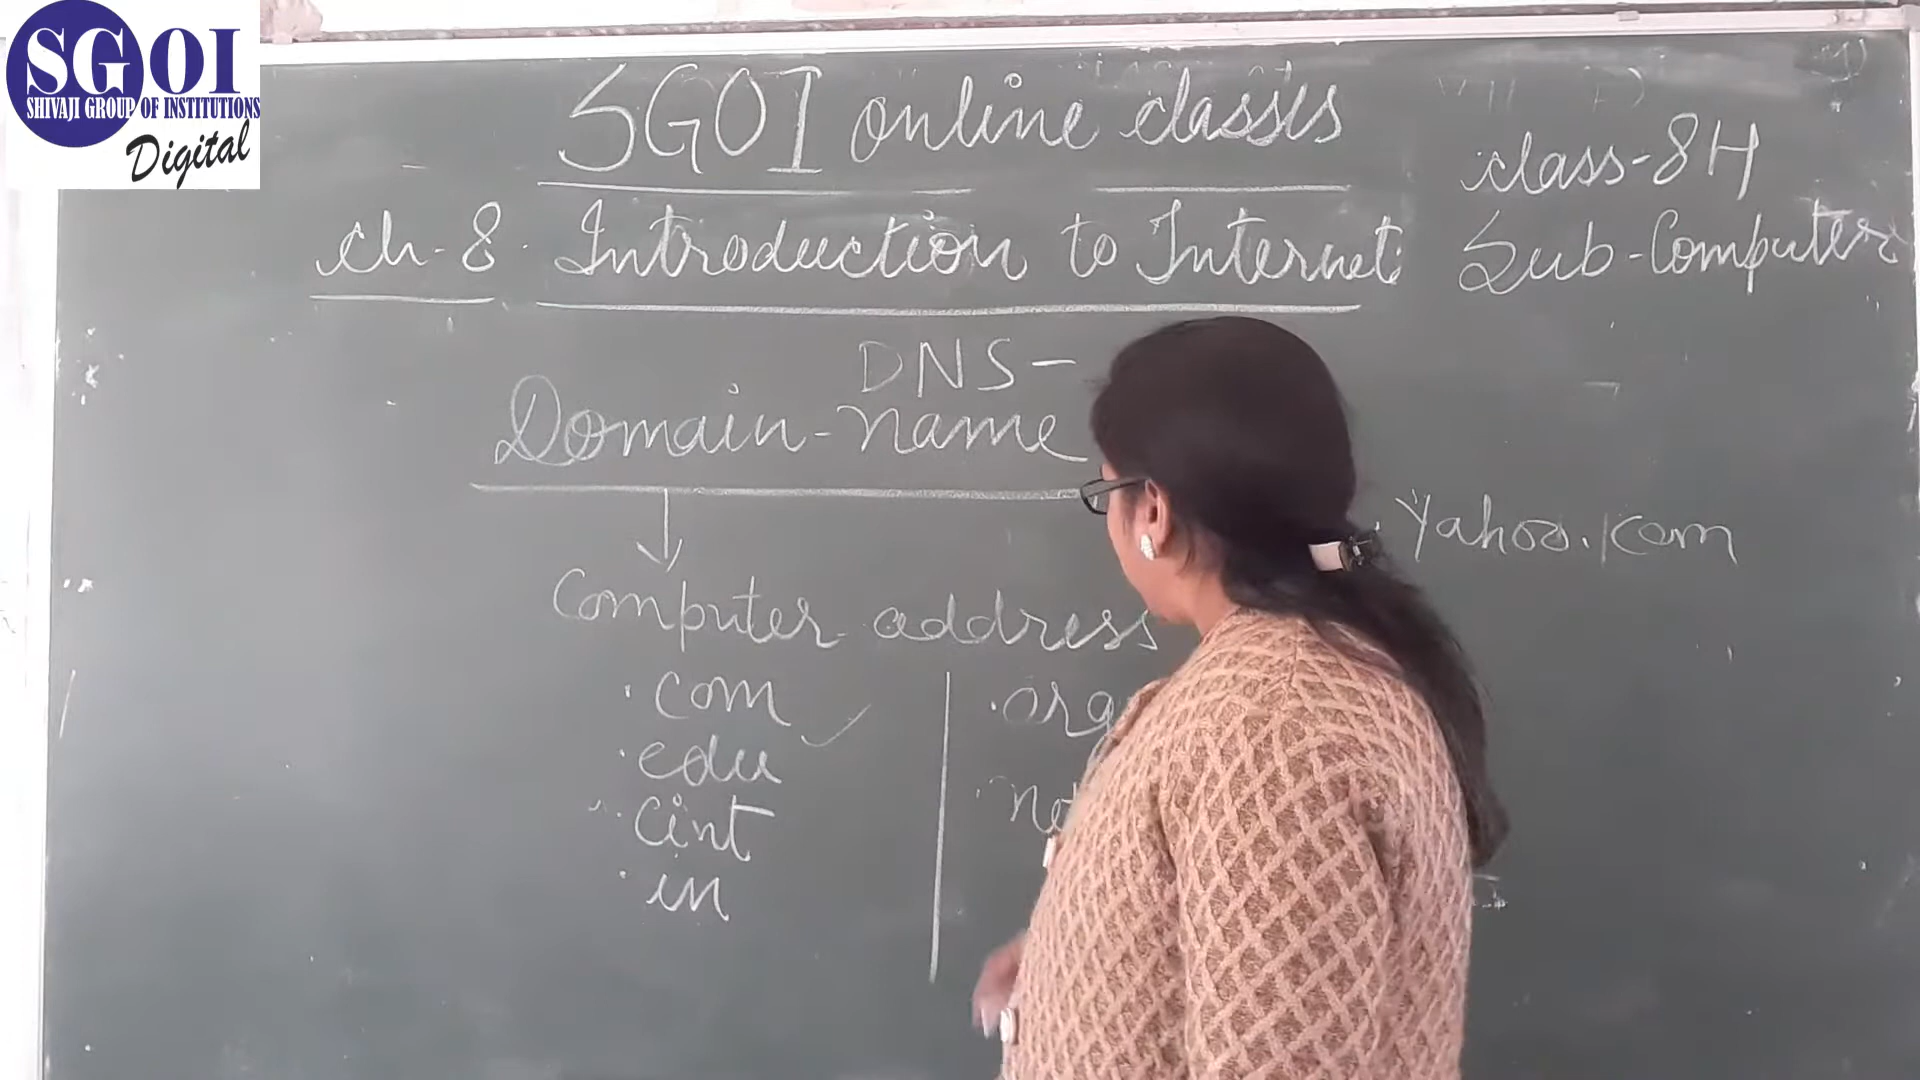 SGOI
SHIVAJI GROUP OF INSTITUTIONS
Digital
SGOI online classes
class-8H
Sub-Computer
ch-8. Introduction to Internet
DNS-
Domain-name
Yahoo.com
Computer address
.com
.edu
.int
.in
.org
.net